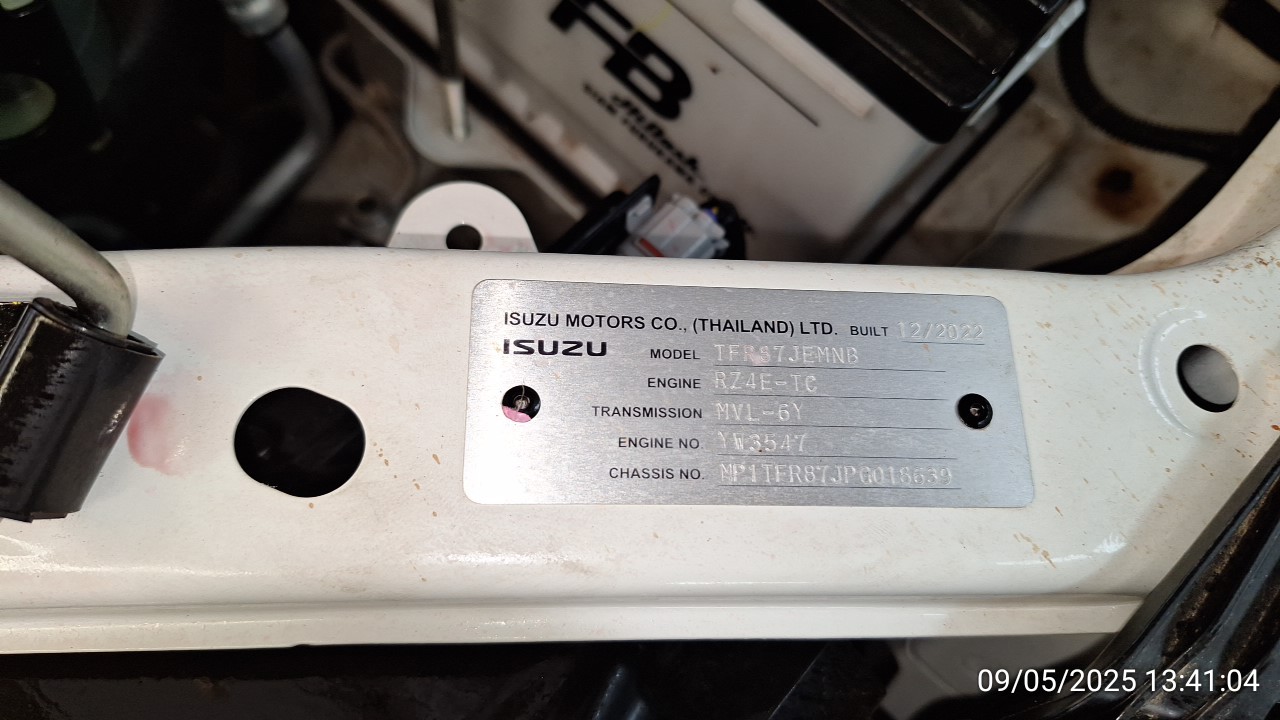 FB
ISUZU MOTORS CO., (THAILAND) LTD. BUILT 12/2022
ISUZU
MODEL TFR87JEMNB
ENGINE RZ4E-TC
TRANSMISSION MVL-6Y
ENGINE NO. YW3547
CHASSIS NO. MP1TFR87JPG018639
09/05/2025 13:41:04